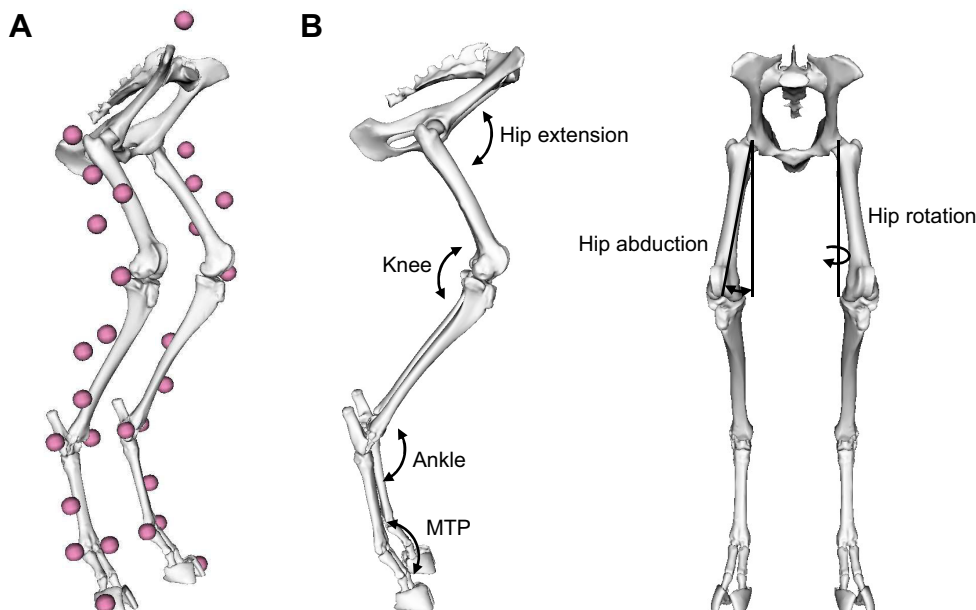 A
B
Hip extension
Knee
Ankle
MTP
Hip abduction
Hip rotation